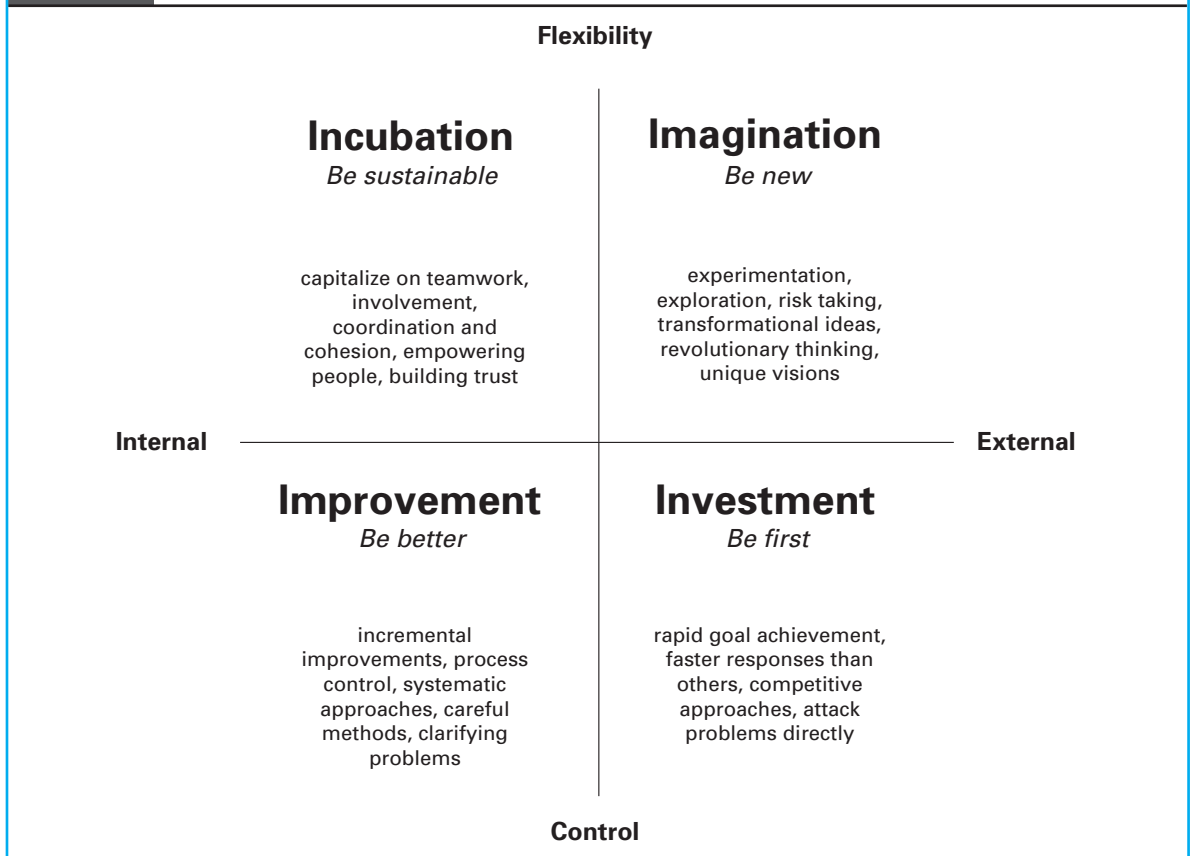 Flexibility
Incubation
Be sustainable
capitalize on teamwork,
involvement,
coordination and
cohesion, empowering
people, building trust
Imagination
Be new
experimentation,
exploration, risk taking,
transformational ideas,
revolutionary thinking,
unique visions
Internal
External
Improvement
Be better
incremental
improvements, process
control, systematic
approaches, careful
methods, clarifying
problems
Investment
Be first
rapid goal achievement,
faster responses than
others, competitive
approaches, attack
problems directly
Control